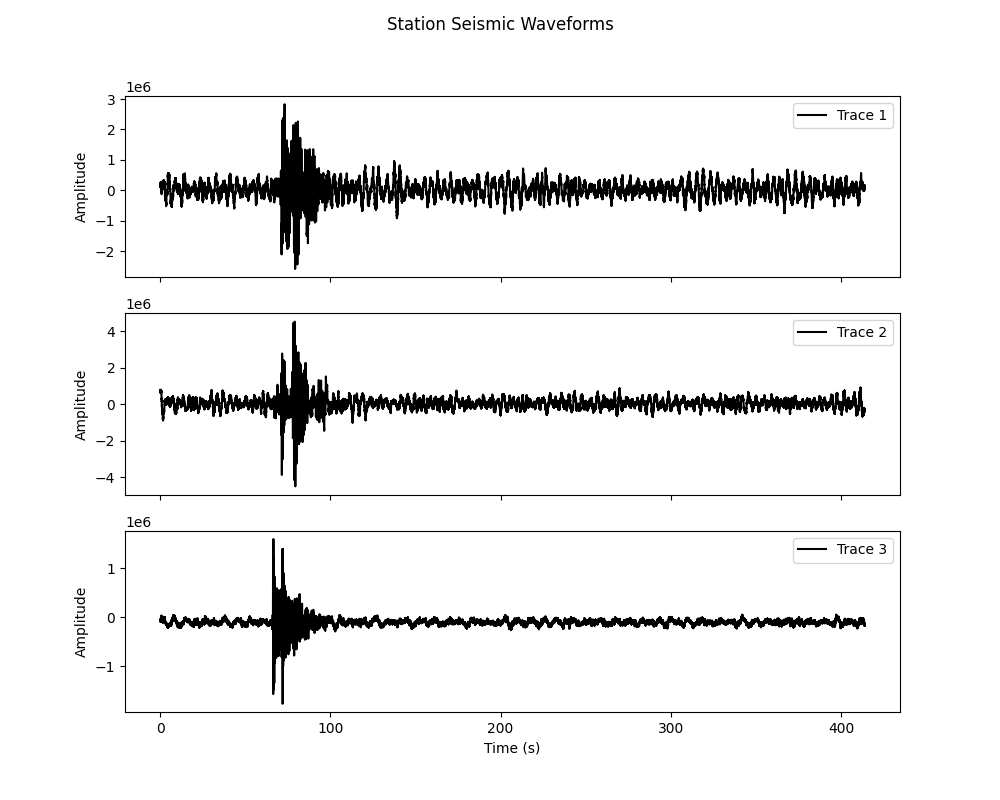 Station Seismic Waveforms
1e6
3
2
1
0
−1
−2
Amplitude
Trace 1
1e6
4
2
0
−2
−4
Amplitude
Trace 2
1e6
1
0
−1
Amplitude
Trace 3
0 100 200 300 400
Time (s)